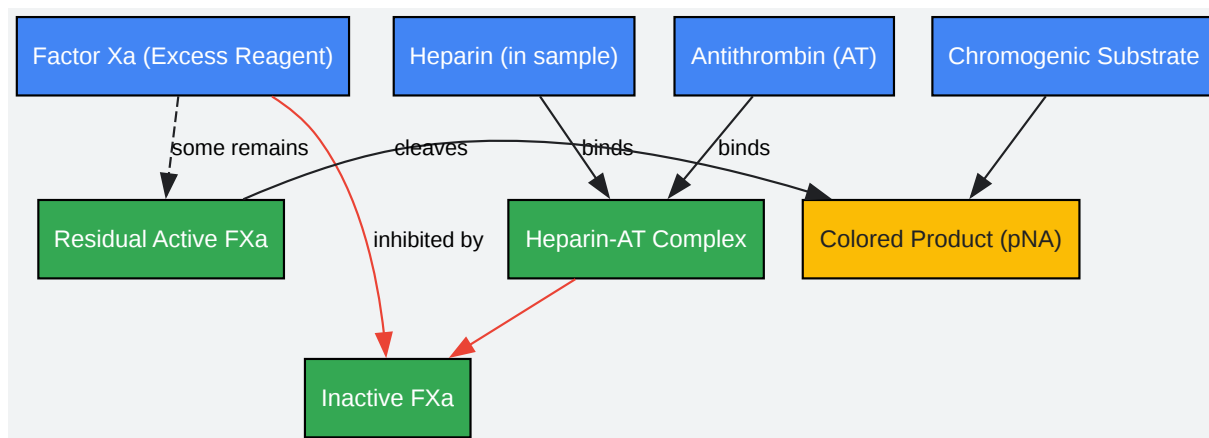 Factor Xa (Excess Reagent)
Heparin (in sample)
Antithrombin (AT)
Chromogenic Substrate
some remains
cleaves
binds
binds
Residual Active FXa
inhibited by
Heparin-AT Complex
Colored Product (pNA)
Inactive FXa